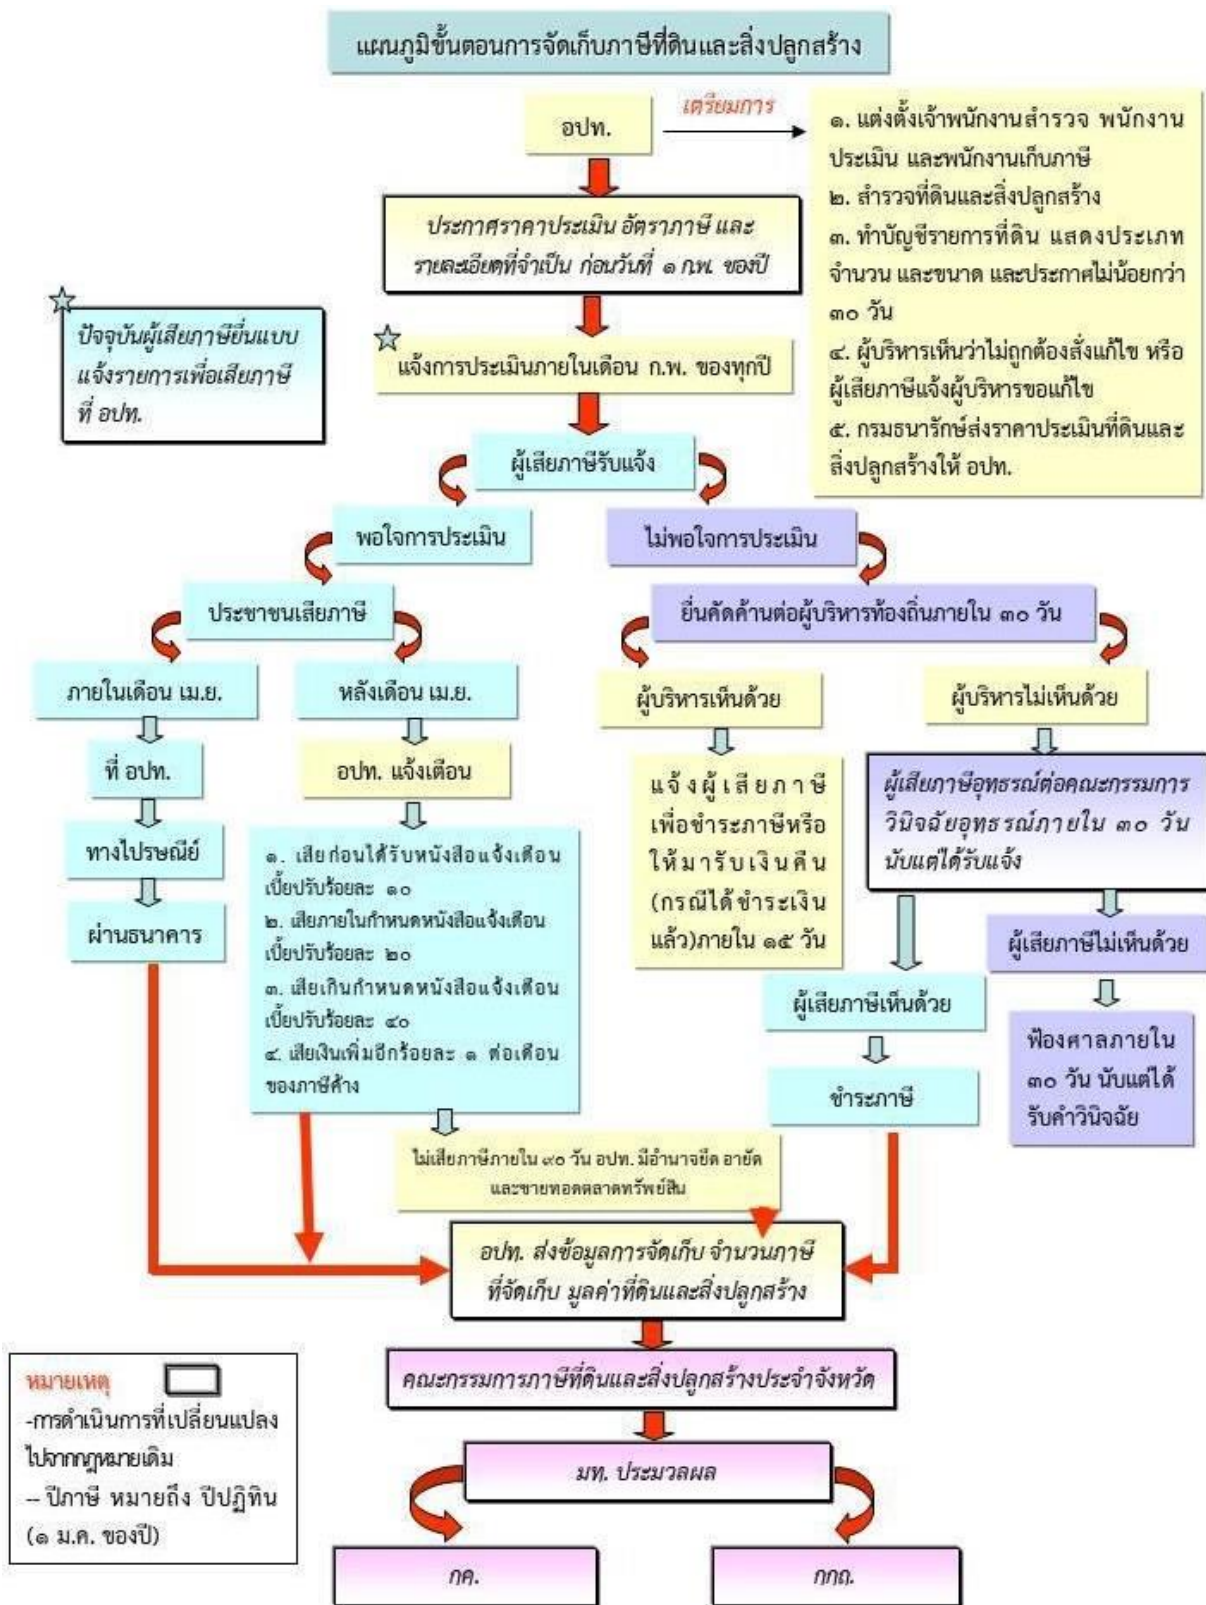 แผนภูมิขั้นตอนการจัดเก็บภาษีที่ดินและสิ่งปลูกสร้าง
อปท.
เตรียมการ
๑. แต่งตั้งเจ้าพนักงานสำรวจ พนักงาน
ประเมิน และพนักงานเก็บภาษี
๒. สำรวจที่ดินและสิ่งปลูกสร้าง
๓. ทำบัญชีรายการที่ดิน แสดงประเภท
จำนวน และขนาด และประกาศไม่น้อยกว่า
๓๐ วัน
๔. ผู้บริหารเห็นว่าไม่ถูกต้องสั่งแก้ไข หรือ
ผู้เสียภาษีแจ้งผู้บริหารขอแก้ไข
๕. กรมธนารักษ์ส่งราคาประเมินที่ดินและ
สิ่งปลูกสร้างให้ อปท.
ประกาศราคาประเมิน อัตราภาษี และ
รายละเอียดที่จำเป็น ก่อนวันที่ ๑ ก.พ. ของปี
ปัจจุบันผู้เสียภาษียื่นแบบ
แจ้งรายการเพื่อเสียภาษี
ที่ อปท.
แจ้งการประเมินภายในเดือน ก.พ. ของทุกปี
ผู้เสียภาษีรับแจ้ง
พอใจการประเมิน
ไม่พอใจการประเมิน
ประชาชนเสียภาษี
ยื่นคัดค้านต่อผู้บริหารท้องถิ่นภายใน ๓๐ วัน
ภายในเดือน เม.ย.
หลังเดือน เม.ย.
ผู้บริหารเห็นด้วย
ผู้บริหารไม่เห็นด้วย
ที่ อปท.
อปท. แจ้งเตือน
แจ้งผู้เสียภาษี
เพื่อชำระภาษีหรือ
ให้มารับเงินคืน
(กรณีได้ชำระเงิน
แล้ว)ภายใน ๑๕ วัน
ผู้เสียภาษีอุทธรณ์ต่อคณะกรรมการ
วินิจฉัยอุทธรณ์ภายใน ๓๐ วัน
นับแต่ได้รับแจ้ง
ทางไปรษณีย์
ผ่านธนาคาร
๑. เสียก่อนได้รับหนังสือแจ้งเตือน
เบี้ยปรับร้อยละ ๑๐
๒. เสียภายในกำหนดหนังสือแจ้งเตือน
เบี้ยปรับร้อยละ ๒๐
๓. เสียเกินกำหนดหนังสือแจ้งเตือน
เบี้ยปรับร้อยละ ๔๐
๔. เสียเงินเพิ่มอีกร้อยละ ๑ ต่อเดือน
ของภาษีค้าง
ผู้เสียภาษีไม่เห็นด้วย
ผู้เสียภาษีเห็นด้วย
ฟ้องศาลภายใน
๓๐ วัน นับแต่ได้
รับคำวินิจฉัย
ชำระภาษี
ไม่เสียภาษีภายใน ๙๐ วัน อปท. มีอำนาจยึด อายัด
และขายทอดตลาดทรัพย์สิน
อปท. ส่งข้อมูลการจัดเก็บ จำนวนภาษี
ที่จัดเก็บ มูลค่าที่ดินและสิ่งปลูกสร้าง
คณะกรรมการภาษีที่ดินและสิ่งปลูกสร้างประจำจังหวัด
หมายเหตุ
-การดำเนินการที่เปลี่ยนแปลง
ไปจากกฎหมายเดิม
-- ปีภาษี หมายถึง ปีปฏิทิน
(๑ ม.ค. ของปี)
มท. ประมวลผล
กค.
กกถ.